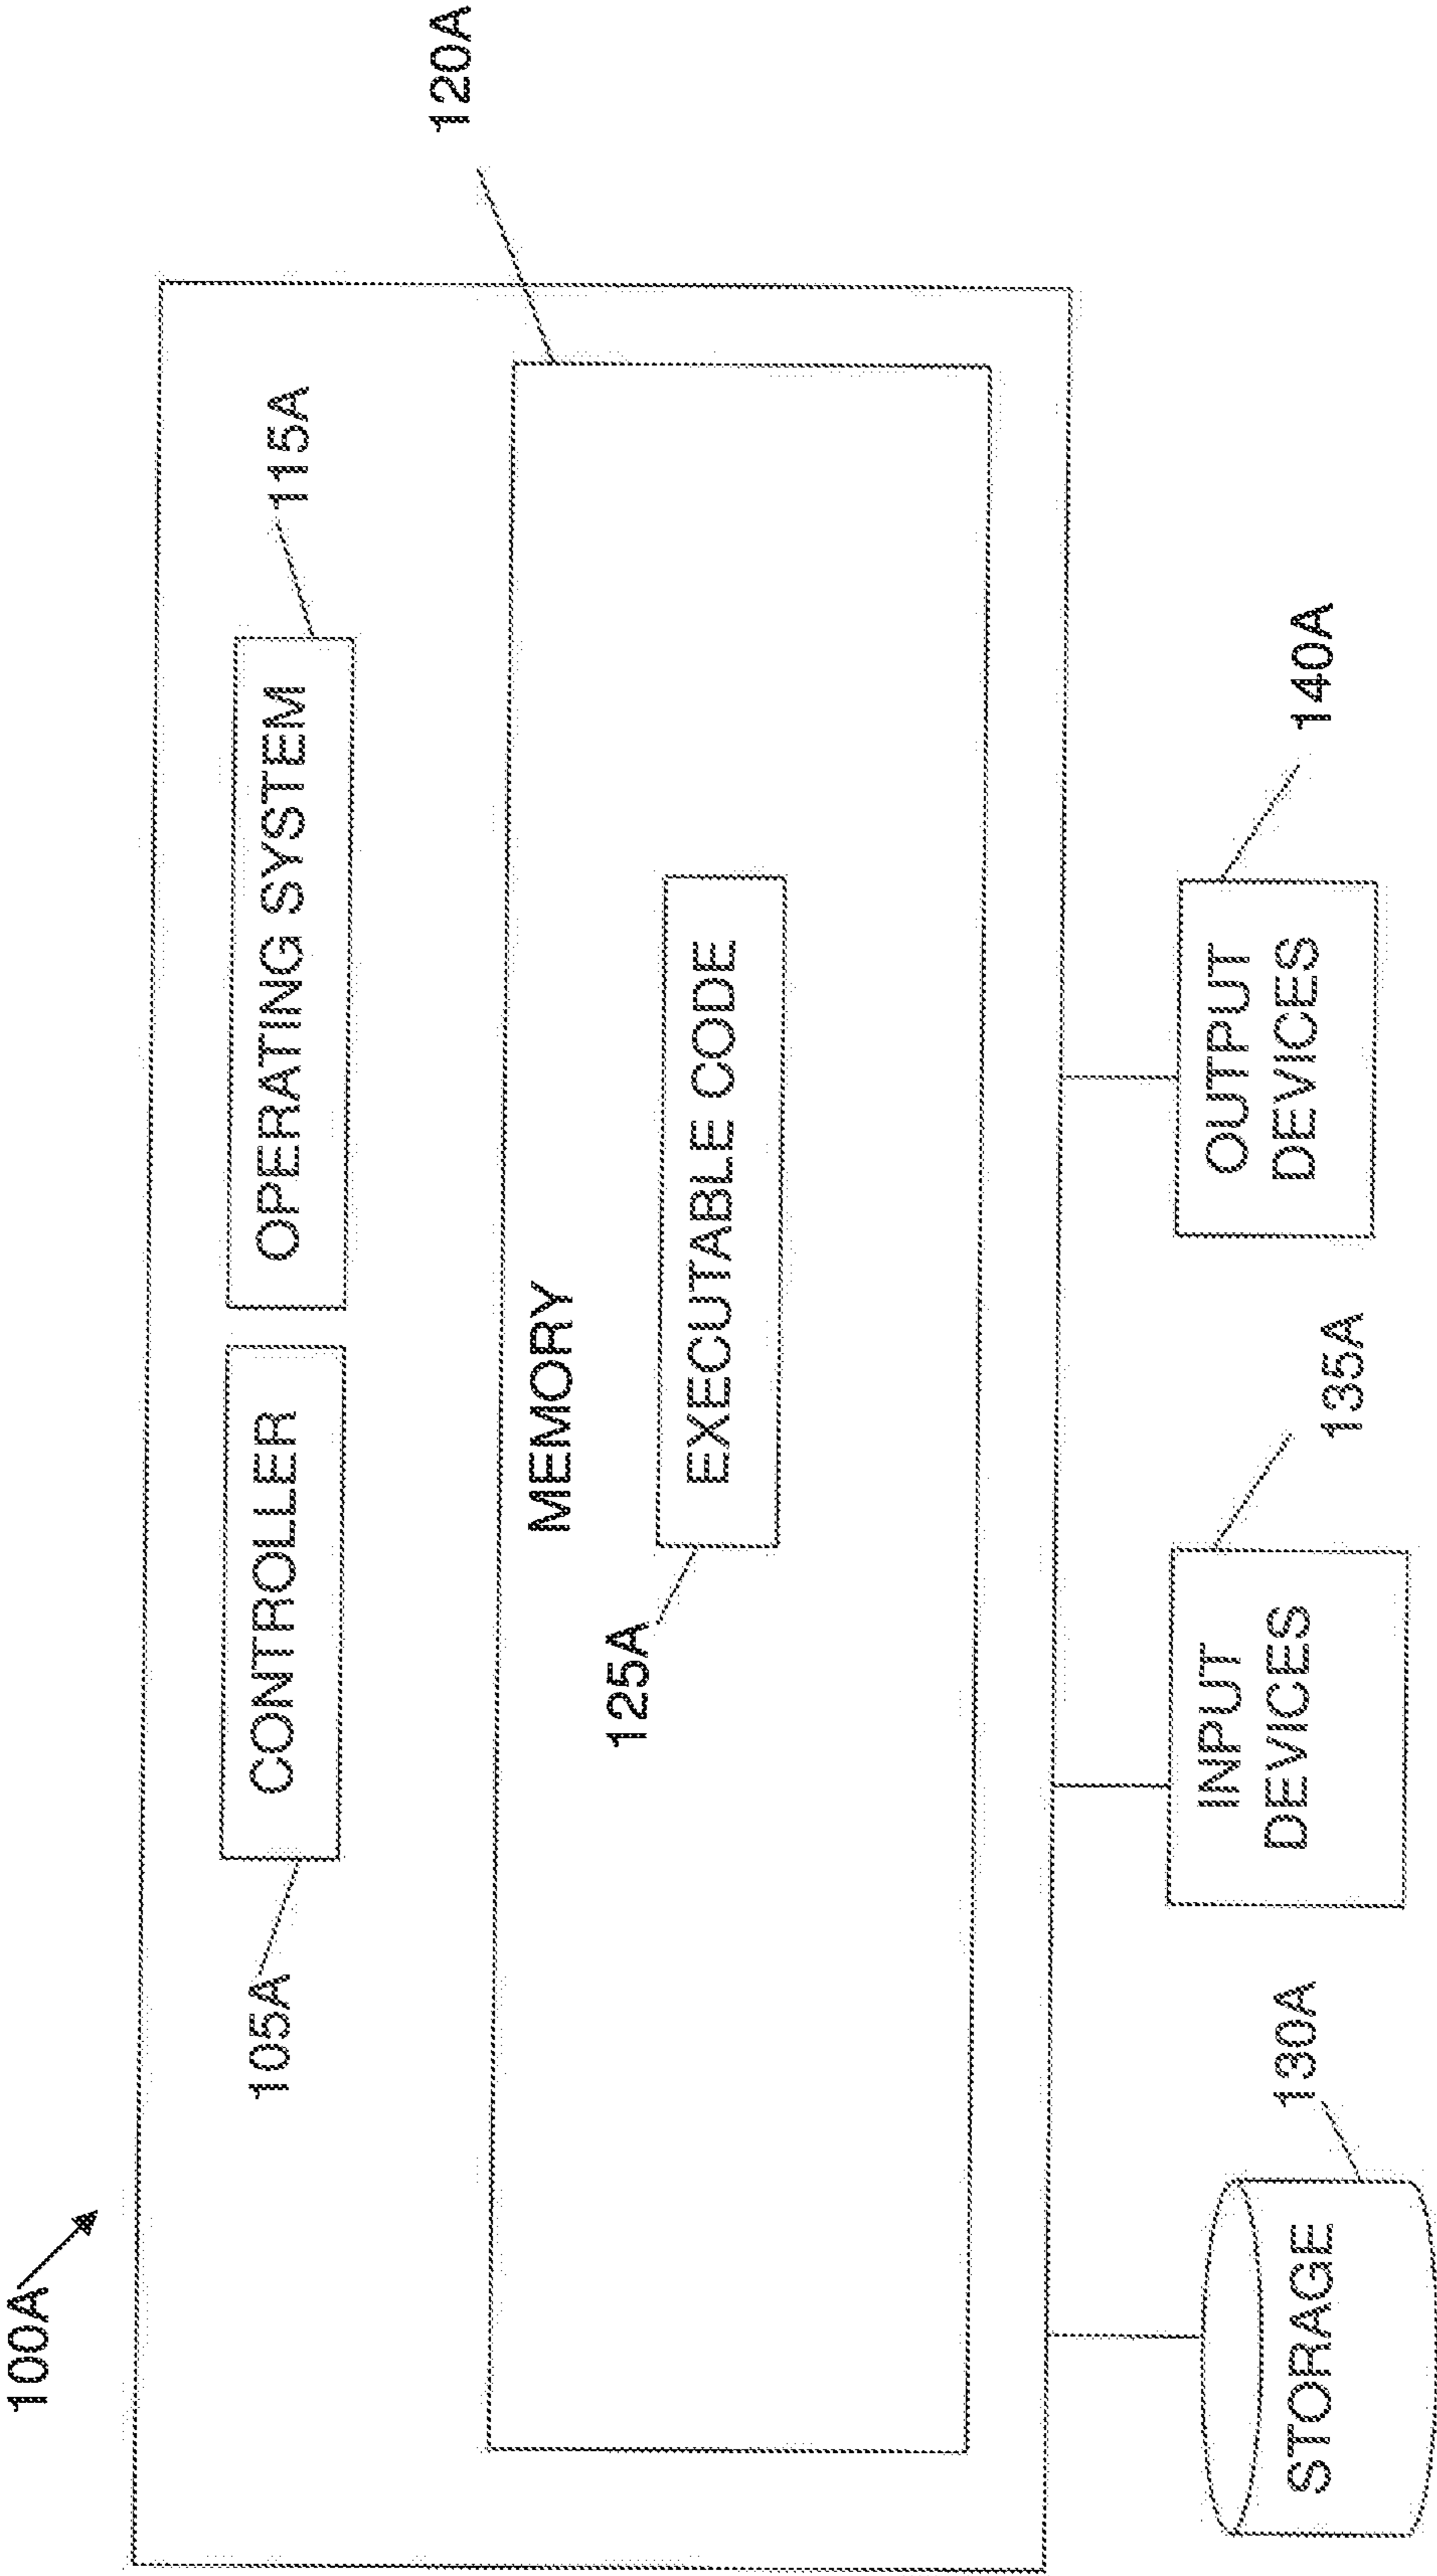 100A
105A
CONTROLLER
OPERATING SYSTEM
115A
120A
MEMORY
125A
EXECUTABLE CODE
STORAGE
130A
INPUT
DEVICES
135A
OUTPUT
DEVICES
140A